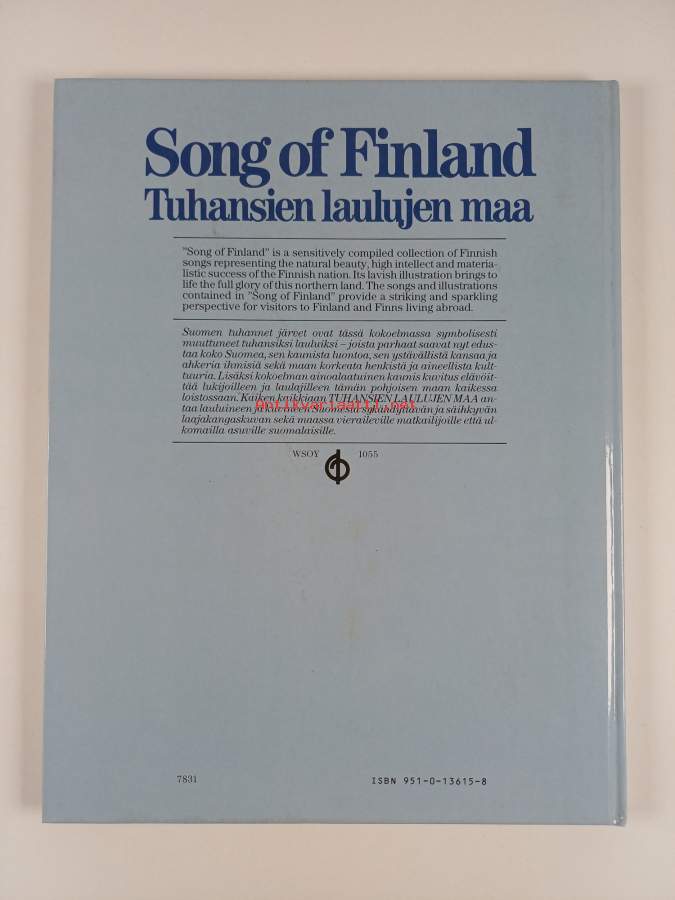 Song of Finland
Tuhansien laulujen maa
"Song of Finland" is a sensitively compiled collection of Finnish
songs representing the natural beauty, high intellect and materia-
listic success of the Finnish nation. Its lavish illustration brings to
life the full glory of this northern land. The songs and illustrations
contained in "Song of Finland" provide a striking and sparkling
perspective for visitors to Finland and Finns living abroad.
Suomen tuhannet järvet ovat tässä kokoelmassa symbolisesti
muuttuneet tuhansiksi lauluiksi – joista parhaat saavat nyt edus-
taa koko Suomea, sen kaunista luontoa, sen ystävällistä kansaa ja
ahkeria ihmisiä sekä maan korkeata henkistä ja aineellista kult-
tuuria. Lisäksi kokoelman ainoalaatuinen kaunis kuvitus elävöit-
tää lukijoilleen ja laulajilleen tämän pohjoisen maan kaikessa
loistossaan. Kaiken kaikkiaan TUHANSIEN LAULUJEN MAA an-
antikvariaatti.net
taa lauluineen ja kuvineen Suomesta sykähdyttävän ja säihkyvän
laajakangaskuvan sekä maassa vieraileville matkailijoille että ul-
komailla asuville suomalaisille.
WSOY 1055
7831 ISBN 951-0-13615-8